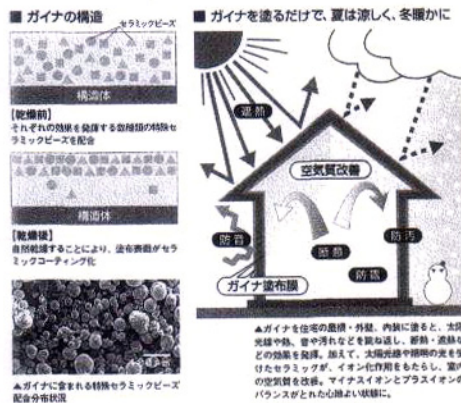 ■ ガイナの構造
セラミックビーズ
構造体
【乾燥前】
それぞれの効果を発揮する数種類の特殊セ
ラミックビーズを配合
構造体
【乾燥後】
自然乾燥することにより、塗布表面がセラ
ミックコーティング化
▲ガイナに含まれる特殊セラミックビーズ
配合分布状況
■ ガイナを塗るだけで、夏は涼しく、冬暖かに
遮熱
空気質改善
防音
断熱
防汚
防露
ガイナ塗布膜
▲ガイナを住宅の屋根・外壁、内装に塗ると、太陽
光線や熱、音や汚れなどを跳ね返し、断熱・遮熱な
どの効果を発揮。加えて、太陽光線や照明の光を受
けたセラミックが、イオン化作用をもたらし、室内
の空気質を改善。マイナスイオンとプラスイオンの
バランスがとれた心地よい状態に。